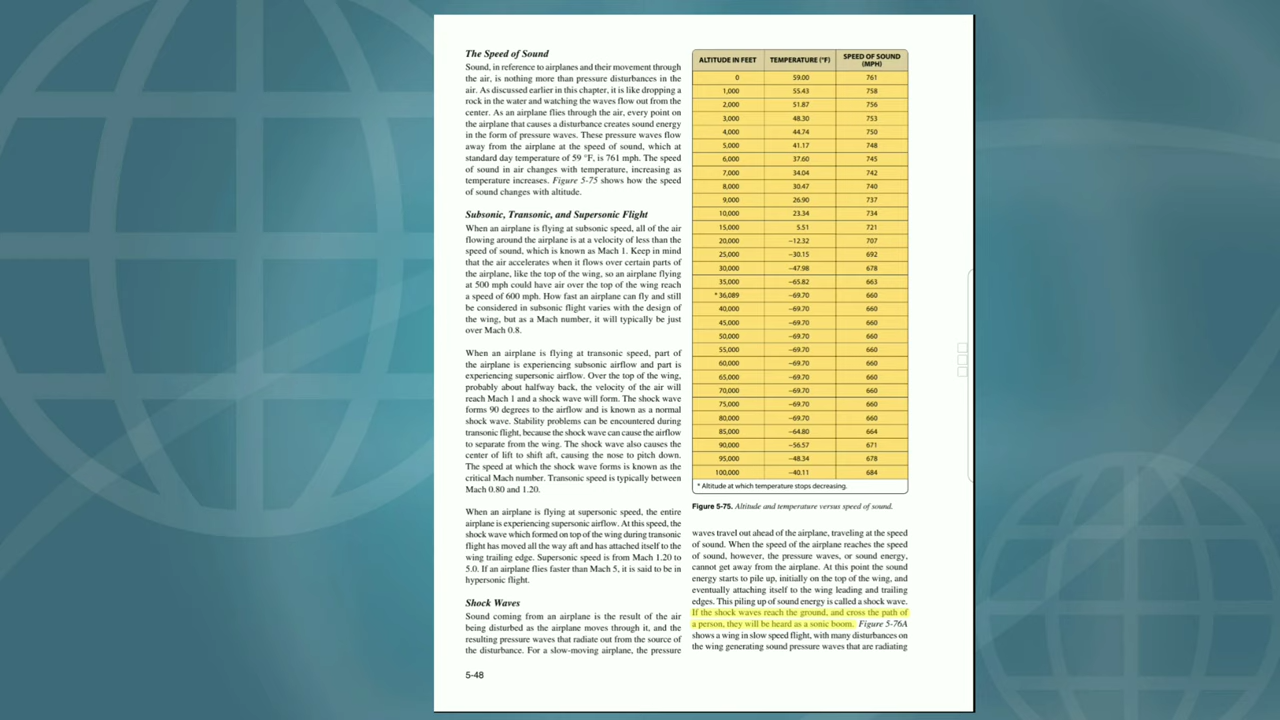 The Speed of Sound
Sound, in reference to airplanes and their movement through
the air, is nothing more than pressure disturbances in the
air. As discussed earlier in this chapter, it is like dropping a
rock in the water and watching the waves flow out from the
center. As an airplane flies through the air, every point on
the airplane that causes a disturbance creates sound energy
in the form of pressure waves. These pressure waves flow
away from the airplane at the speed of sound, which at
standard day temperature of 59 °F, is 761 mph. The speed
of sound in air changes with temperature, increasing as
temperature increases. Figure 5-75 shows how the speed
of sound changes with altitude.
Subsonic, Transonic, and Supersonic Flight
When an airplane is flying at subsonic speed, all of the air
flowing around the airplane is at a velocity of less than the
speed of sound, which is known as Mach 1. Keep in mind
that the air accelerates when it flows over certain parts of
the airplane, like the top of the wing, so an airplane flying
at 500 mph could have air over the top of the wing reach
a speed of 600 mph. How fast an airplane can fly and still
be considered in subsonic flight varies with the design of
the wing, but as a Mach number, it will typically be just
over Mach 0.8.
When an airplane is flying at transonic speed, part of
the airplane is experiencing subsonic airflow and part is
experiencing supersonic airflow. Over the top of the wing,
probably about halfway back, the velocity of the air will
reach Mach 1 and a shock wave will form. The shock wave
forms 90 degrees to the airflow and is known as a normal
shock wave. Stability problems can be encountered during
transonic flight, because the shock wave can cause the airflow
to separate from the wing. The shock wave also causes the
center of lift to shift aft, causing the nose to pitch down.
The speed at which the shock wave forms is known as the
critical Mach number. Transonic speed is typically between
Mach 0.80 and 1.20.
When an airplane is flying at supersonic speed, the entire
airplane is experiencing supersonic airflow. At this speed, the
shock wave which formed on top of the wing during transonic
flight has moved all the way aft and has attached itself to the
wing trailing edge. Supersonic speed is from Mach 1.20 to
5.0. If an airplane flies faster than Mach 5, it is said to be in
hypersonic flight.
Shock Waves
Sound coming from an airplane is the result of the air
being disturbed as the airplane moves through it, and the
resulting pressure waves that radiate out from the source of
the disturbance. For a slow-moving airplane, the pressure
5-48
ALTITUDE IN FEET TEMPERATURE (°F) SPEED OF SOUND (MPH)
0 59.00 761
1,000 55.43 758
2,000 51.87 756
3,000 48.30 753
4,000 44.74 750
5,000 41.17 748
6,000 37.60 745
7,000 34.04 742
8,000 30.47 740
9,000 26.90 737
10,000 23.34 734
15,000 5.51 721
20,000 −12.32 707
25,000 −30.15 692
30,000 −47.98 678
35,000 −65.82 663
* 36,089 −69.70 660
40,000 −69.70 660
45,000 −69.70 660
50,000 −69.70 660
55,000 −69.70 660
60,000 −69.70 660
65,000 −69.70 660
70,000 −69.70 660
75,000 −69.70 660
80,000 −69.70 660
85,000 −64.80 664
90,000 −56.57 671
95,000 −48.34 678
100,000 −40.11 684
* Altitude at which temperature stops decreasing.
Figure 5-75. Altitude and temperature versus speed of sound.
waves travel out ahead of the airplane, traveling at the speed
of sound. When the speed of the airplane reaches the speed
of sound, however, the pressure waves, or sound energy,
cannot get away from the airplane. At this point the sound
energy starts to pile up, initially on the top of the wing, and
eventually attaching itself to the wing leading and trailing
edges. This piling up of sound energy is called a shock wave.
If the shock waves reach the ground, and cross the path of
a person, they will be heard as a sonic boom. Figure 5-76A
shows a wing in slow speed flight, with many disturbances on
the wing generating sound pressure waves that are radiating